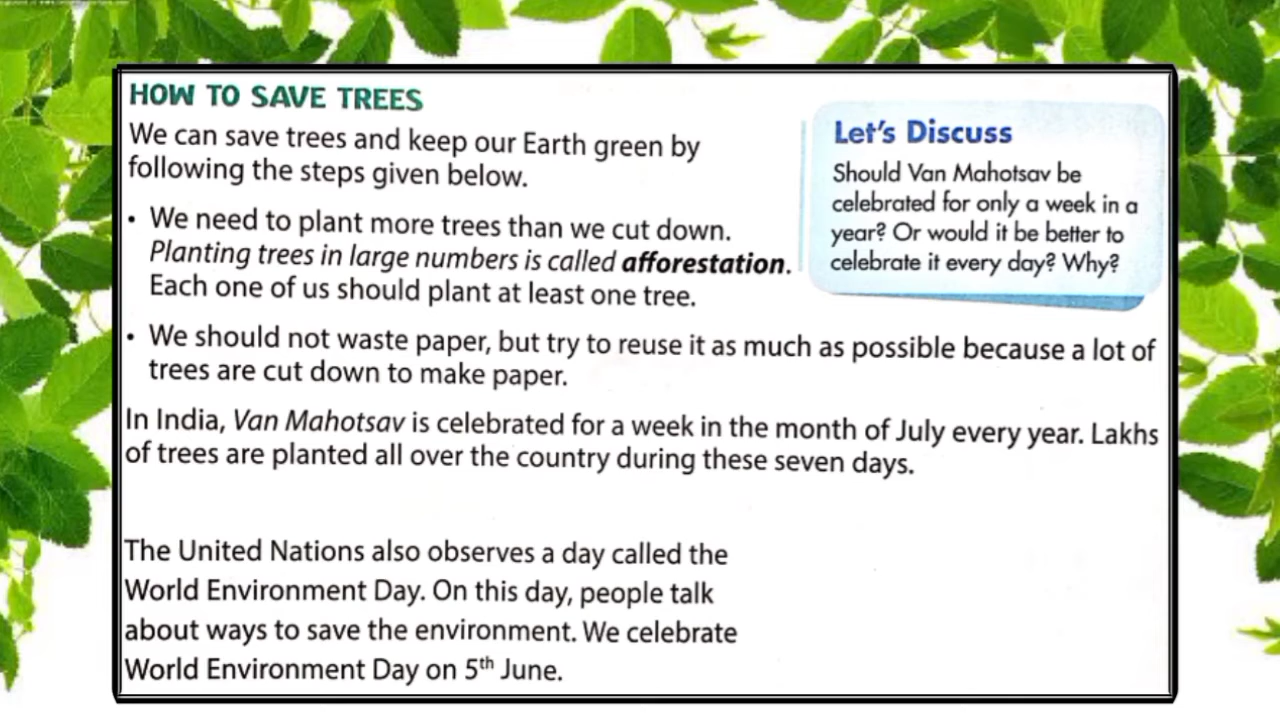 HOW TO SAVE TREES
We can save trees and keep our Earth green by
following the steps given below.
• We need to plant more trees than we cut down.
Planting trees in large numbers is called afforestation.
Each one of us should plant at least one tree.
Let's Discuss
Should Van Mahotsav be
celebrated for only a week in a
year? Or would it be better to
celebrate it every day? Why?
• We should not waste paper, but try to reuse it as much as possible because a lot of
trees are cut down to make paper.
In India, Van Mahotsav is celebrated for a week in the month of July every year. Lakhs
of trees are planted all over the country during these seven days.
The United Nations also observes a day called the
World Environment Day. On this day, people talk
about ways to save the environment. We celebrate
World Environment Day on 5th June.